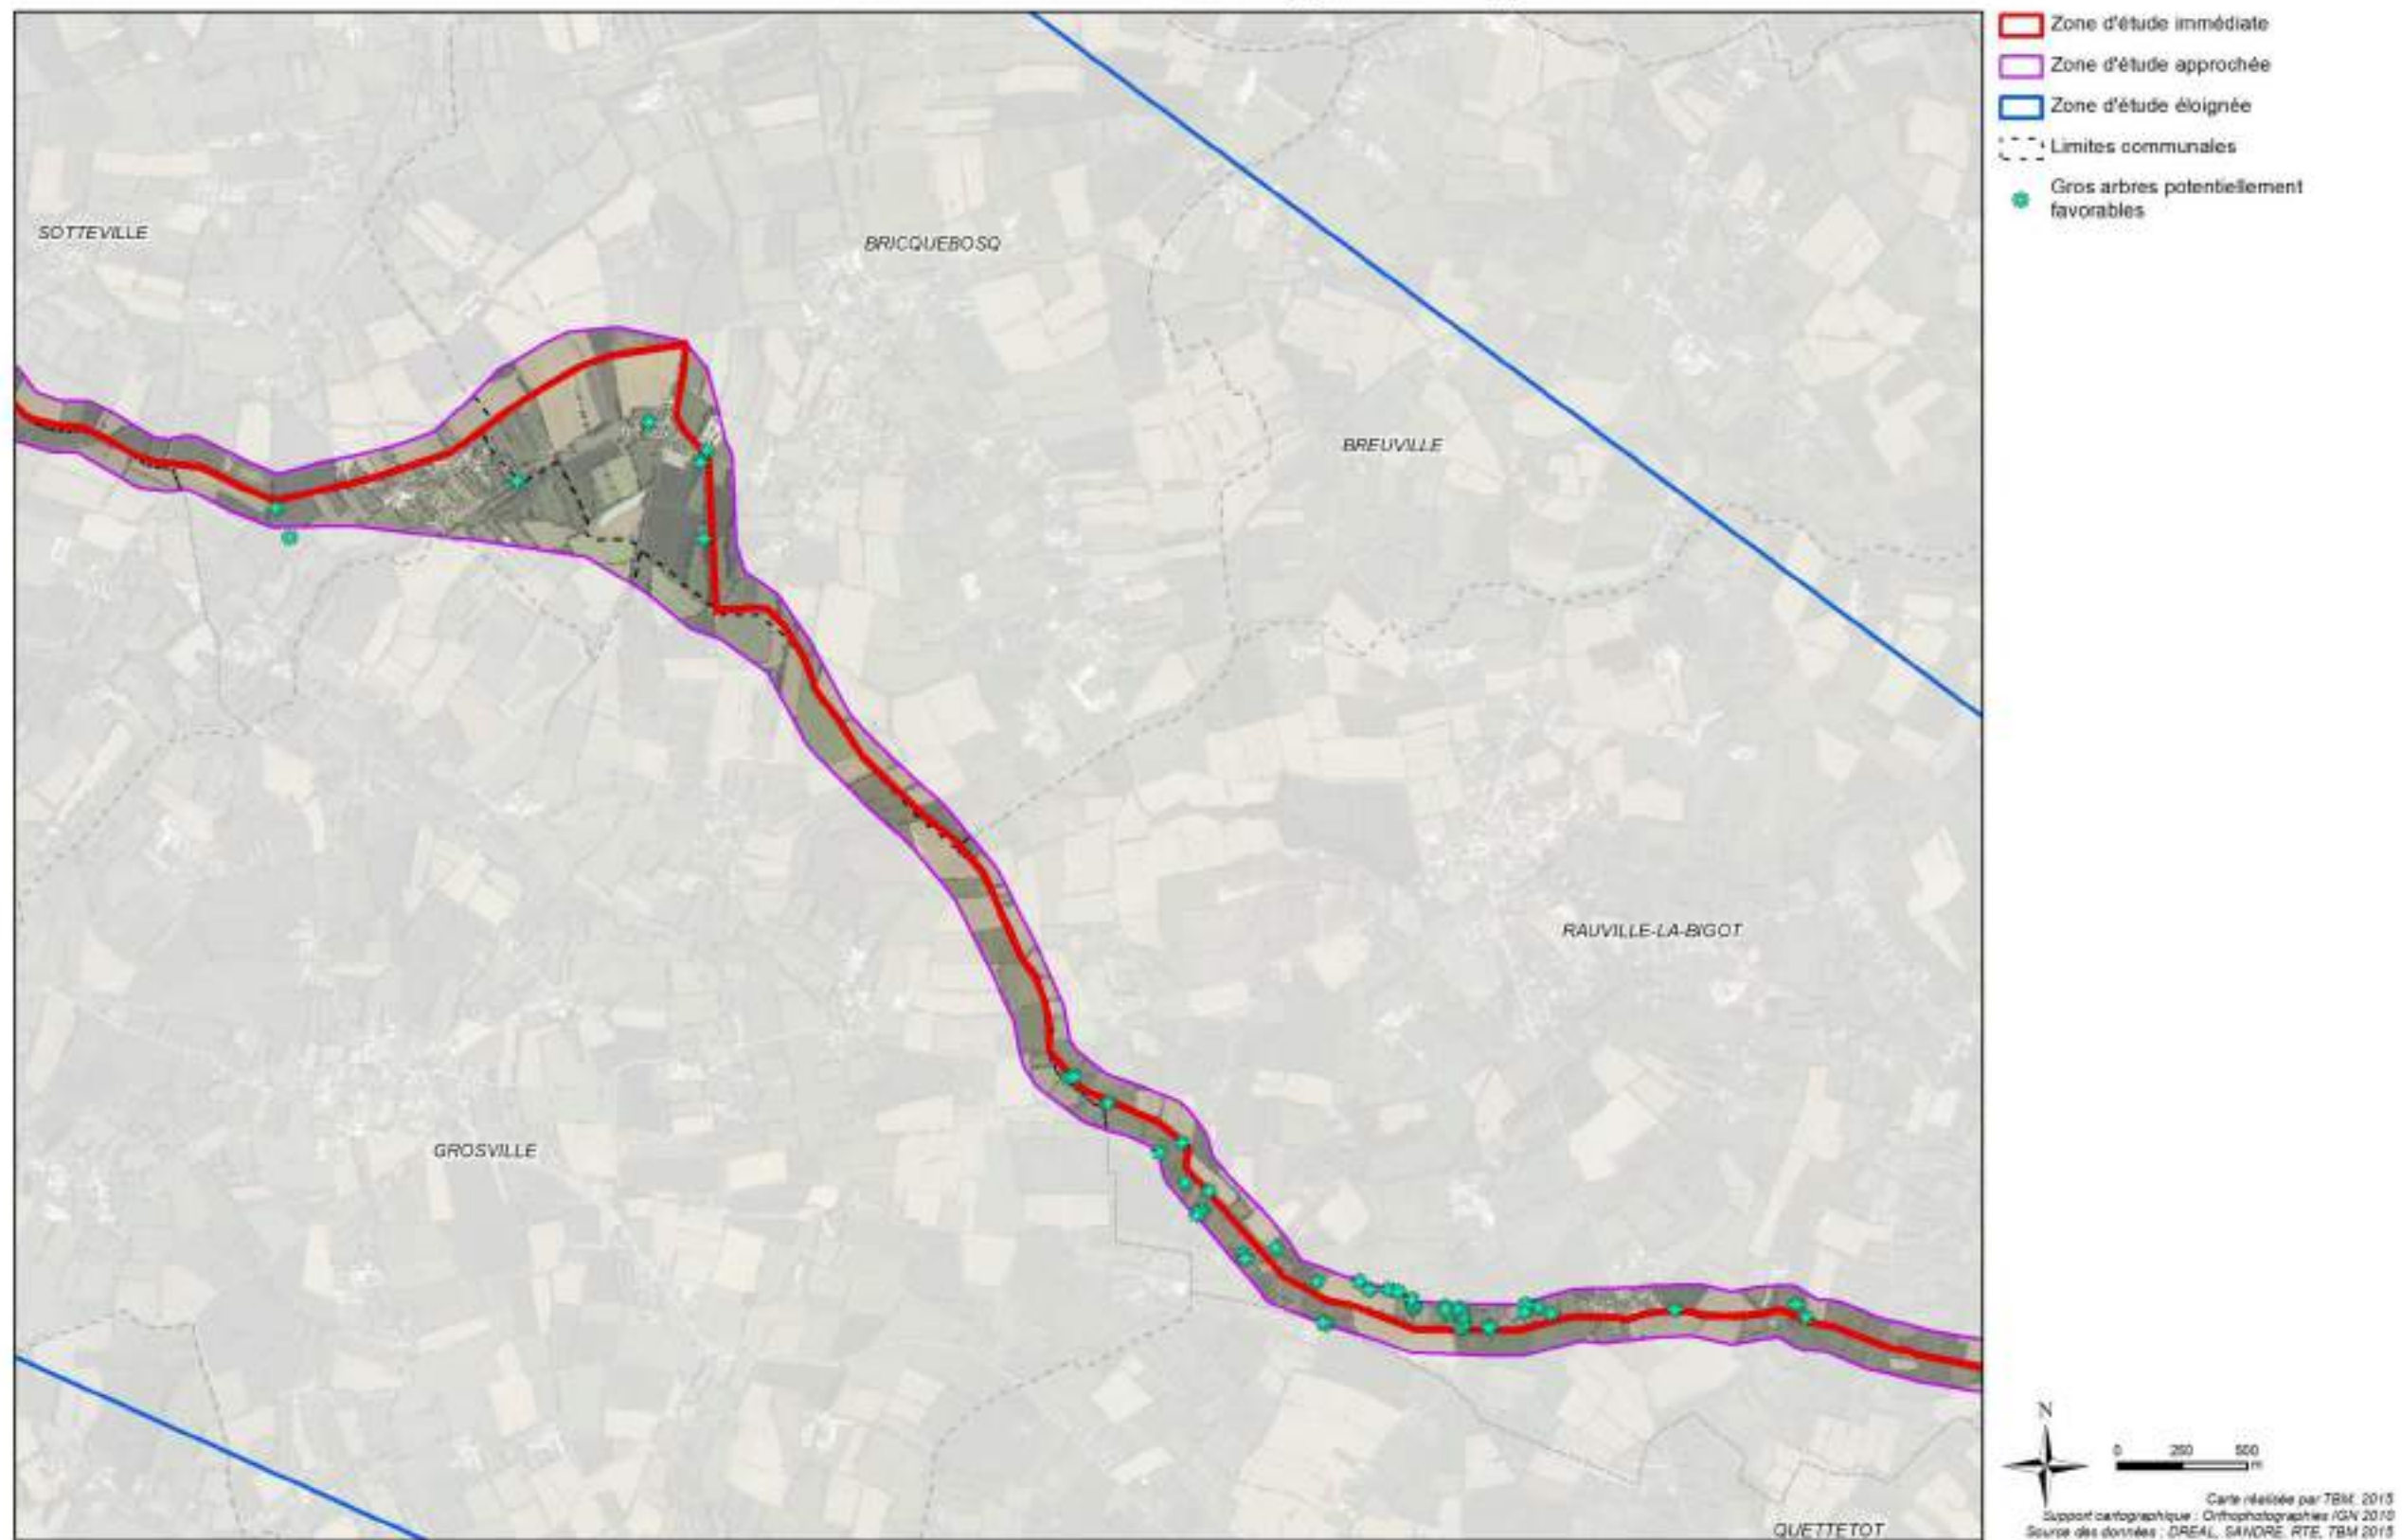 Zone d'étude immédiate
Zone d'étude approchée
Zone d'étude éloignée
Limites communales
Gros arbres potentiellement
favorables
SOTTEVILLE
BRICQUEBOSQ
BREUVILLE
RAUVILLE-LA-BIGOT
GROSVILLE
QUETTETOT
N
0 250 500
m
Carte réalisée par TBM, 2015
Support cartographique : Orthophotographies IGN 2010
Source des données : DREAL, SANDRE, RTE, TBM 2015